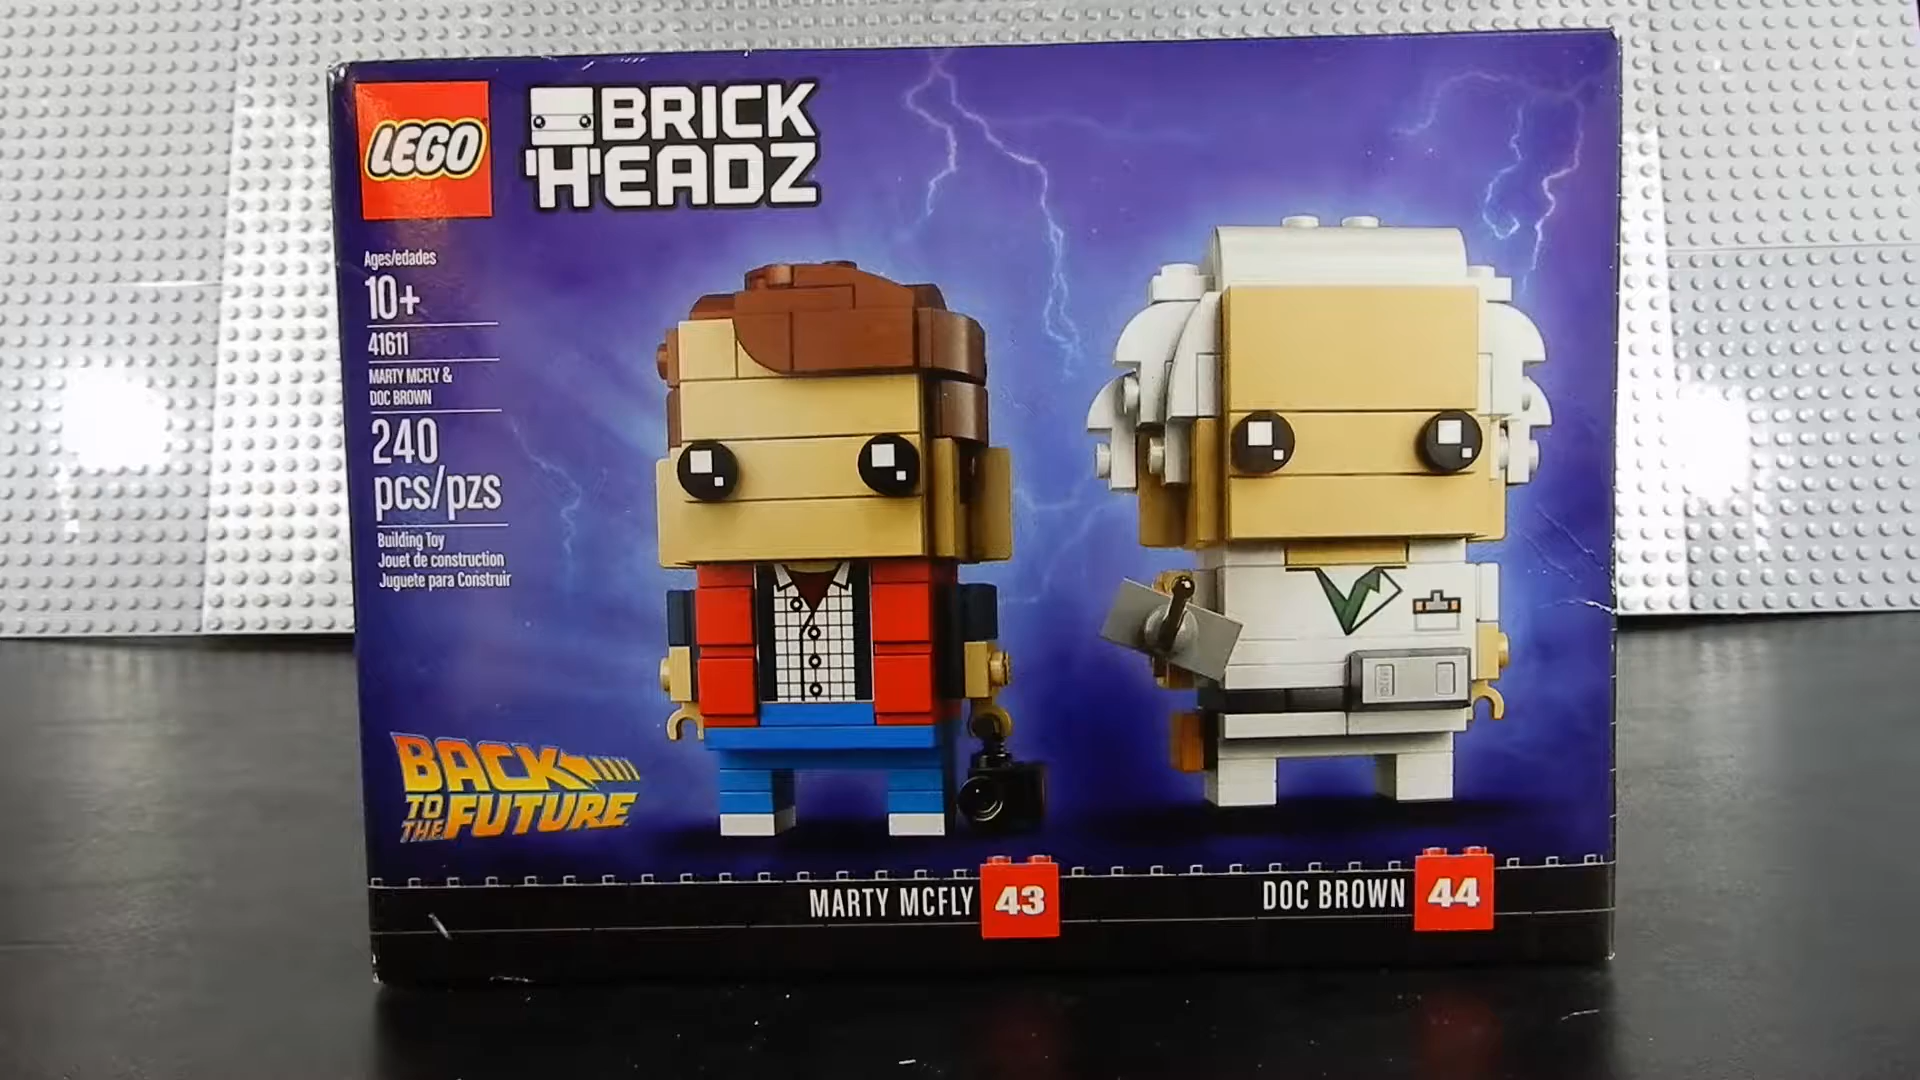 LEGO
BRICK
'H'EADZ
Ages/edades
10+
41611
MARTY MCFLY &
DOC BROWN
240
pcs/pzs
Building Toy
Jouet de construction
Juguete para Construir
BACK
TO
THE FUTURE
MARTY MCFLY 43
DOC BROWN 44